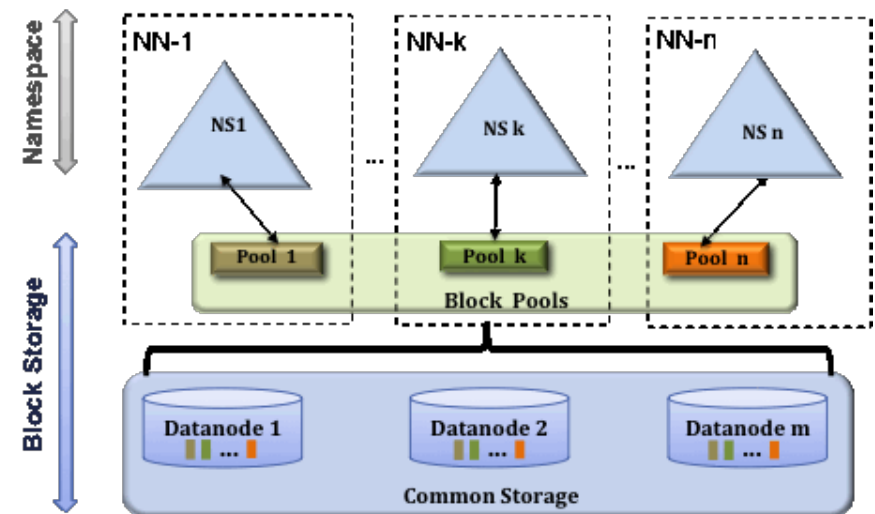 Namespace
NN-1
NN-k
NN-n
NS1
...
NS k
...
NS n
Block Storage
Pool 1
Pool k
Pool n
Block Pools
Datanode 1
...
Datanode 2
...
Datanode m
...
Common Storage